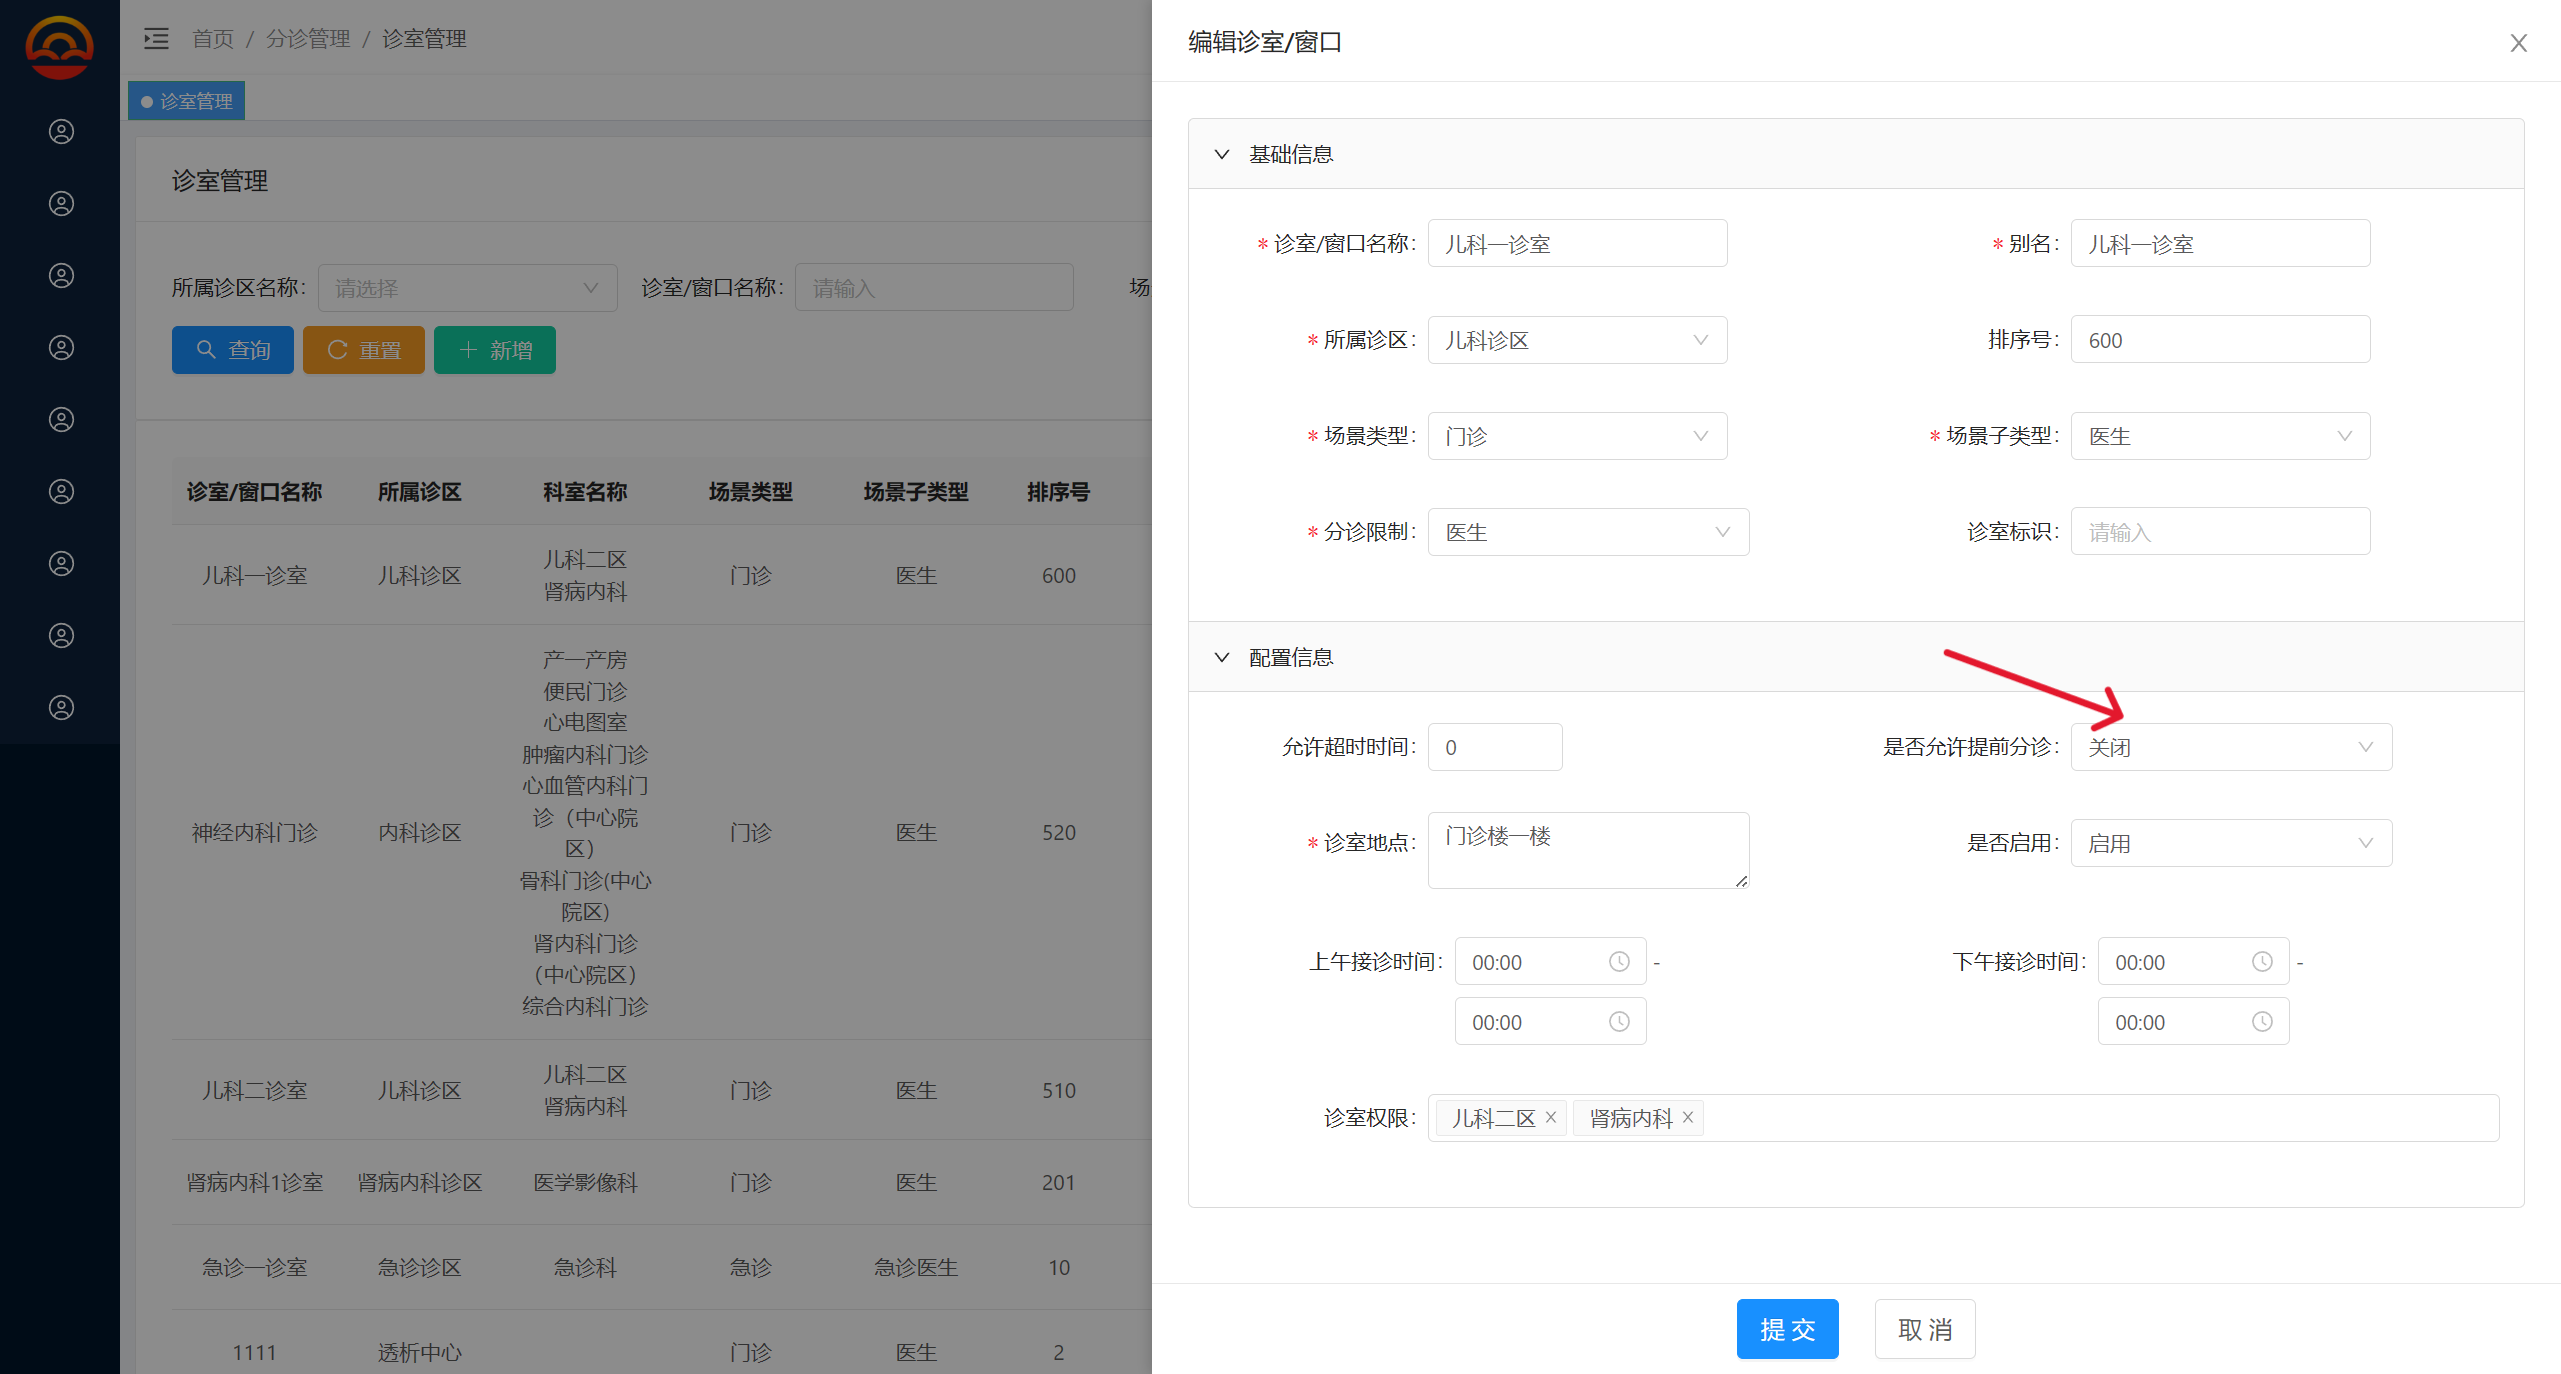 首页 / 分诊管理 / 诊室管理
诊室管理
诊室管理
所属诊区名称: 请选择 诊室/窗口名称: 请输入 场
查询 重置 新增
诊室/窗口名称 所属诊区 科室名称 场景类型 场景子类型 排序号
儿科一诊室 儿科诊区 儿科二区 门诊 医生 600
肾病内科
产一产房
便民门诊
心电图室
肿瘤内科门诊
心血管内科门
诊（中心院
区）
神经内科门诊 内科诊区 门诊 医生 520
骨科门诊(中心
院区)
肾内科门诊
（中心院区）
综合内科门诊
儿科二诊室 儿科诊区 儿科二区 门诊 医生 510
肾病内科
肾病内科1诊室 肾病内科诊区 医学影像科 门诊 医生 201
急诊一诊室 急诊诊区 急诊科 急诊 急诊医生 10
1111 透析中心 门诊 医生 2
编辑诊室/窗口
基础信息
* 诊室/窗口名称: 儿科一诊室 * 别名: 儿科一诊室
* 所属诊区: 儿科诊区 排序号: 600
* 场景类型: 门诊 * 场景子类型: 医生
* 分诊限制: 医生 诊室标识: 请输入
配置信息
允许超时时间: 0 是否允许提前分诊: 关闭
* 诊室地点: 门诊楼一楼 是否启用: 启用
上午接诊时间: 00:00 - 下午接诊时间: 00:00 -
00:00 00:00
诊室权限: 儿科二区 肾病内科
提交 取消